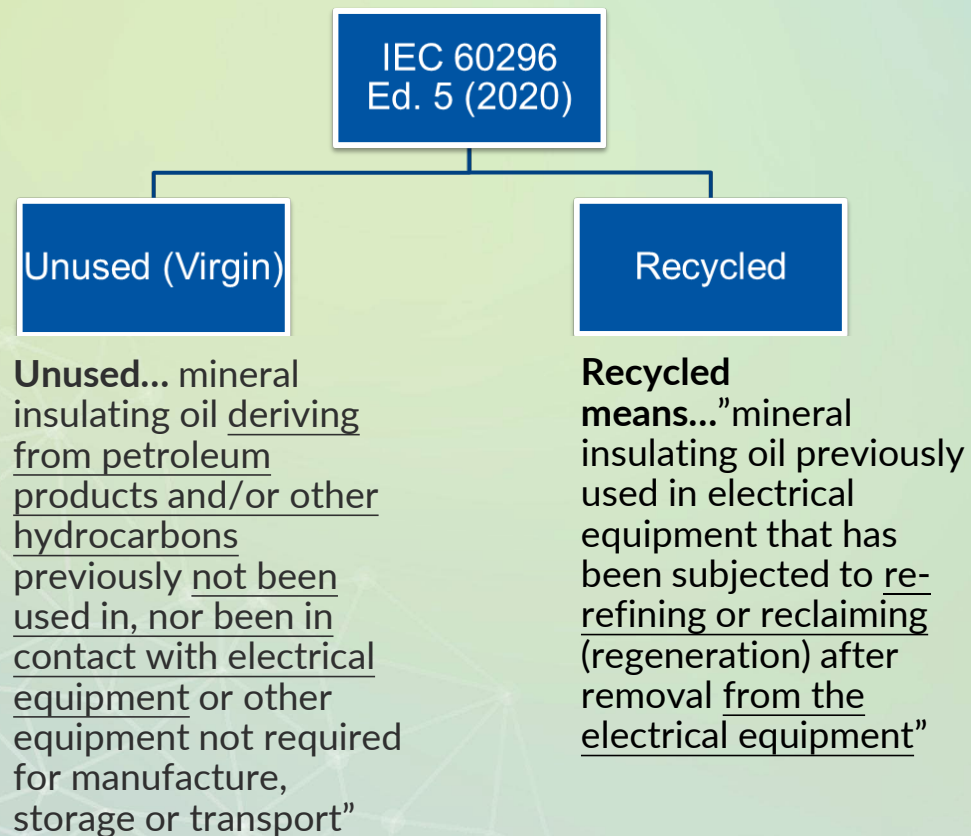 IEC 60296
Ed. 5 (2020)
Unused (Virgin)
Recycled
Unused... mineral
insulating oil deriving
from petroleum
products and/or other
hydrocarbons
previously not been
used in, nor been in
contact with electrical
equipment or other
equipment not required
for manufacture,
storage or transport”
Recycled
means...”mineral
insulating oil previously
used in electrical
equipment that has
been subjected to re-
refining or reclaiming
(regeneration) after
removal from the
electrical equipment”